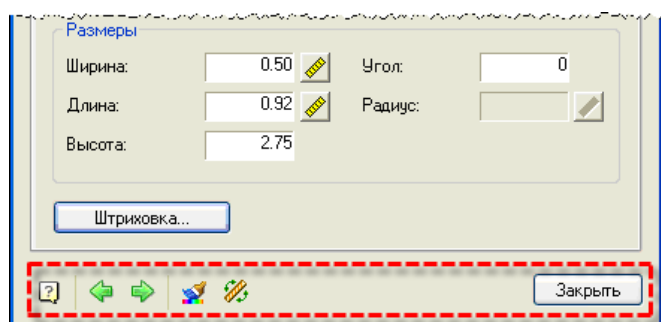 Размеры
Ширина: 0.50 Угол: 0
Длина: 0.92 Радиус:
Высота: 2.75
Штриховка...
? Закрыть